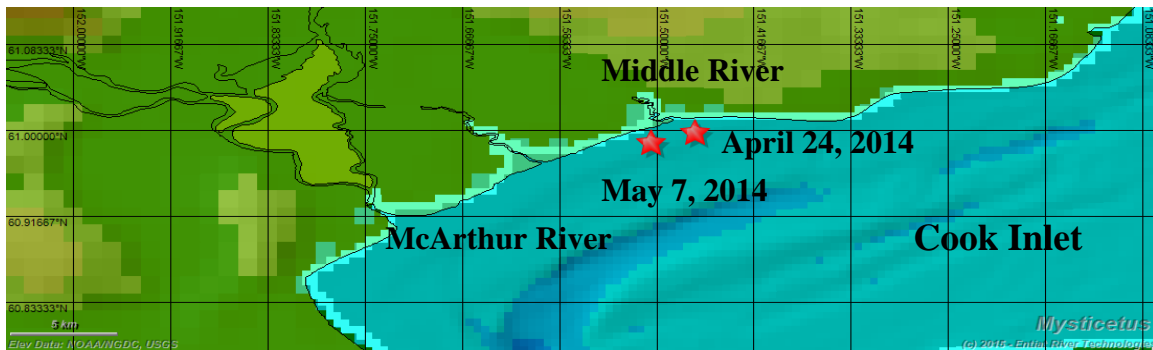 152.00000°W
151.91667°W
151.83333°W
151.75000°W
151.66667°W
151.58333°W
151.50000°W
151.41667°W
151.33333°W
151.25000°W
151.16667°W
151.08333°W
61.08333°N
Middle River
61.00000°N
April 24, 2014
May 7, 2014
60.91667°N
McArthur River
Cook Inlet
60.83333°N
5 km
Mysticetus
Elev Data: NOAA/NGDC, USGS
(c) 2015 - Entiat River Technologies